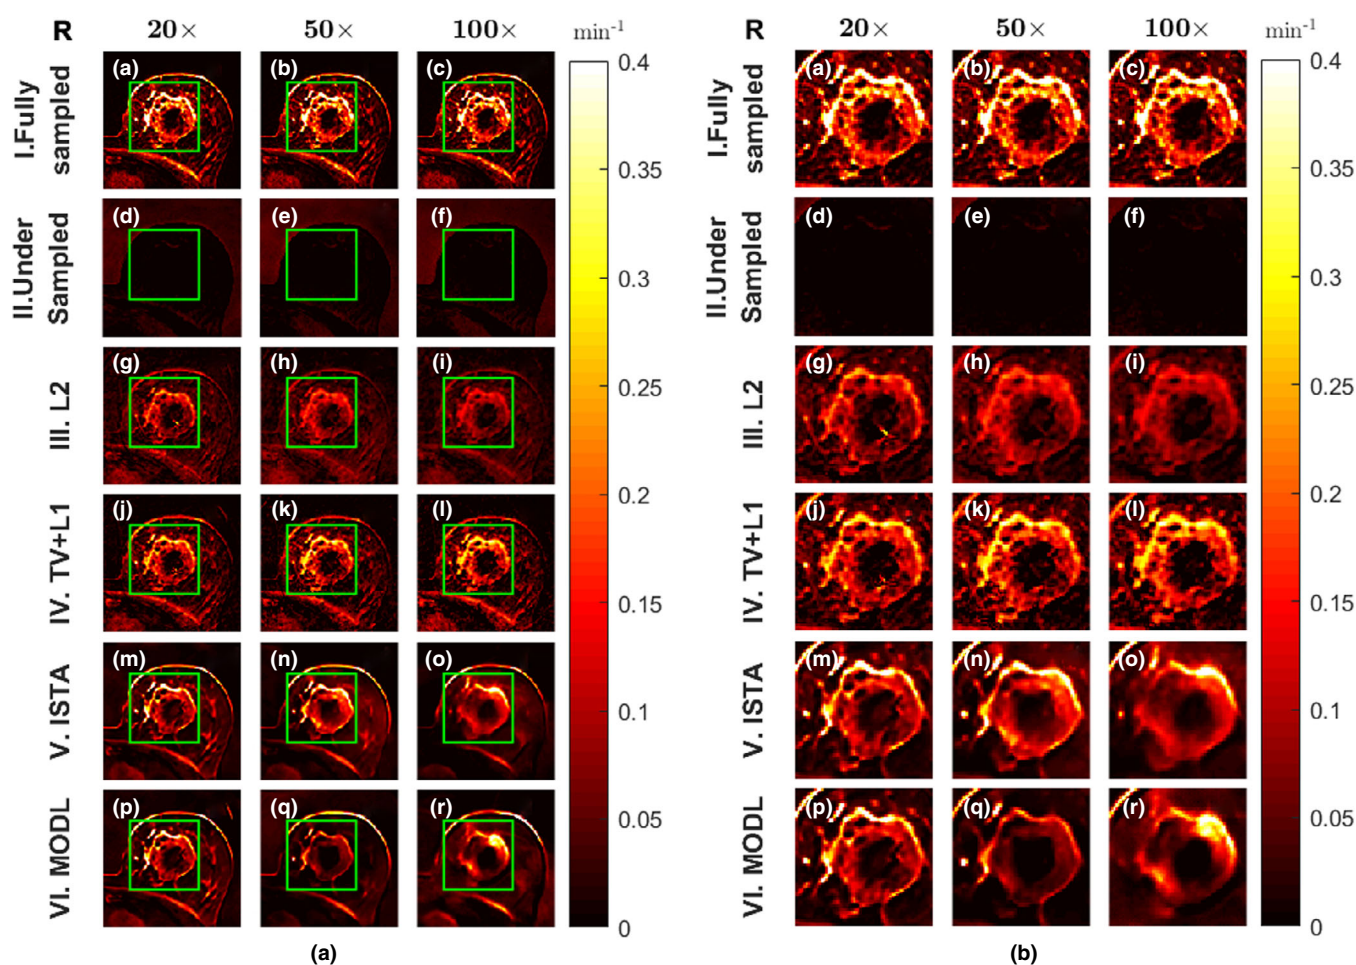 R 20× 50× 100× min⁻¹
I.Fully
sampled
(a) (b) (c)
II.Under
Sampled
(d) (e) (f)
III. L2
(g) (h) (i)
IV. TV+L1
(j) (k) (l)
V. ISTA
(m) (n) (o)
VI. MODL
(p) (q) (r)
0.4
0.35
0.3
0.25
0.2
0.15
0.1
0.05
0
(a)
R 20× 50× 100× min⁻¹
I.Fully
sampled
(a) (b) (c)
II.Under
Sampled
(d) (e) (f)
III. L2
(g) (h) (i)
IV. TV+L1
(j) (k) (l)
V. ISTA
(m) (n) (o)
VI. MODL
(p) (q) (r)
0.4
0.35
0.3
0.25
0.2
0.15
0.1
0.05
0
(b)